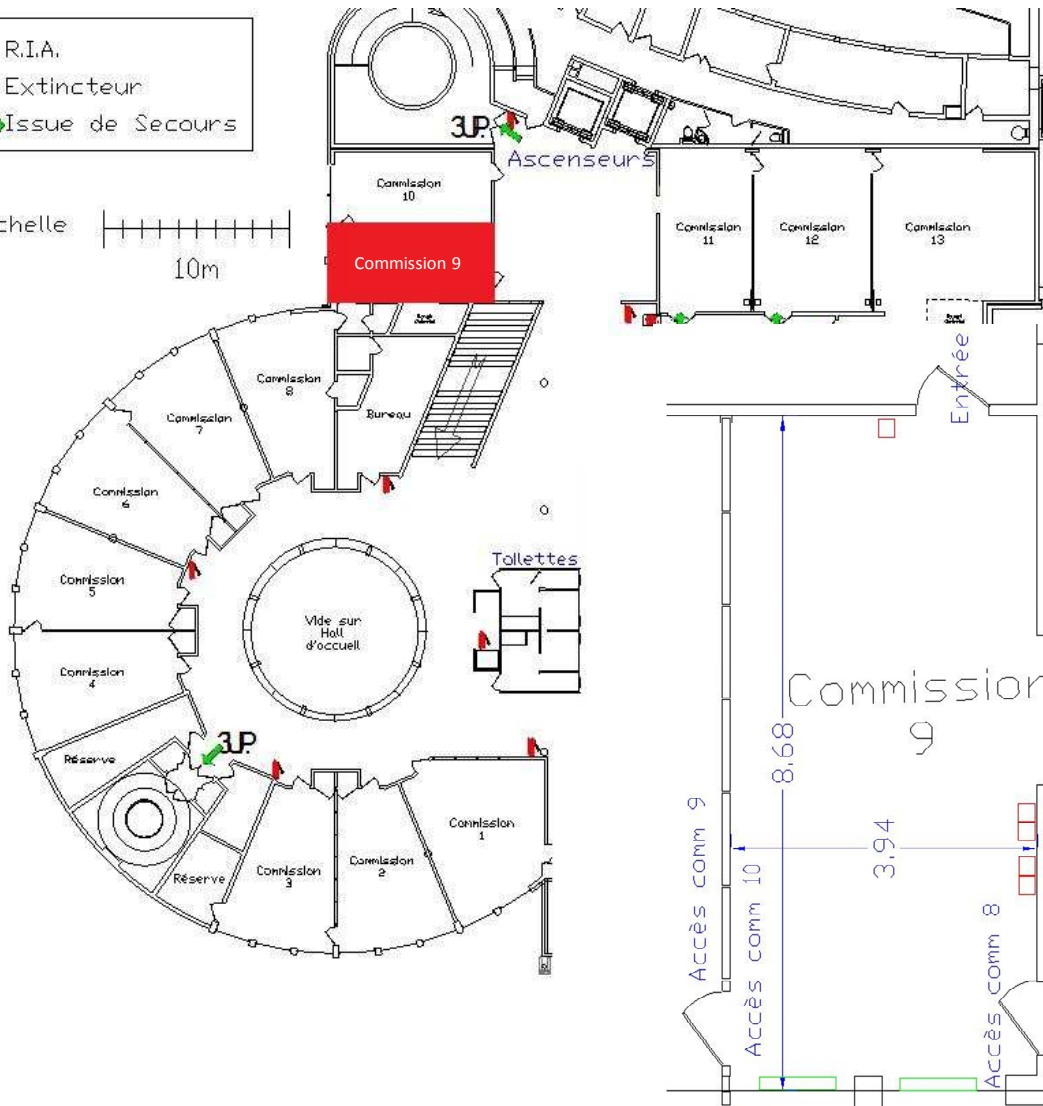 R.I.A.
Extincteur
Issue de Secours
chelle
10m
3U.P.
Ascenseurs
Commission
10
Commission 9
Commission
11
Commission
12
Commission
13
Commission
8
Commission
7
Commission
6
Commission
5
Commission
4
Bureau
Toilettes
Vide sur
Hall
d'accueil
Réserve
3U.P.
Réserve
Commission
3
Commission
2
Commission
1
Entrée
Commission
9
8.68
3.94
Accès comm 9
Accès comm 10
Accès comm 8